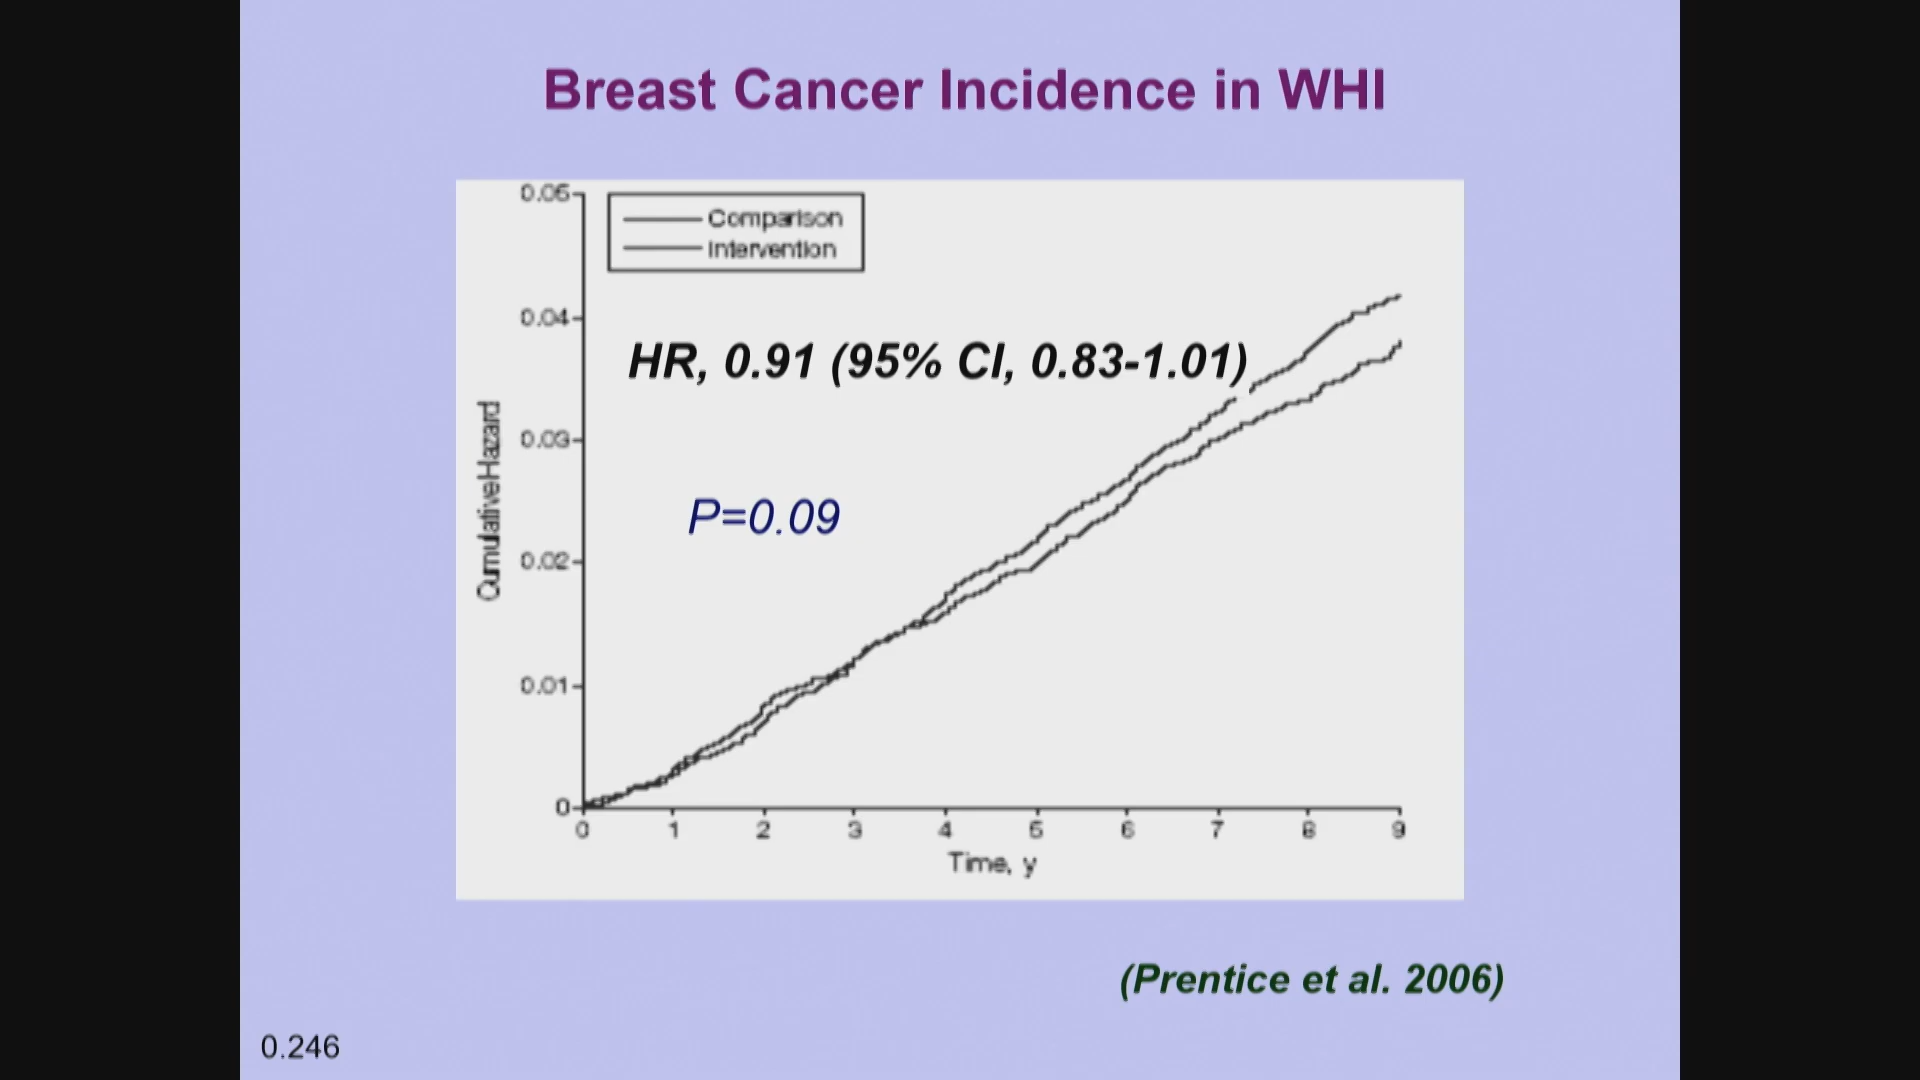 Breast Cancer Incidence in WHI
0.05
Comparison
Intervention
0.04
HR, 0.91 (95% CI, 0.83-1.01)
0.03
Cumulative Hazard
P=0.09
0.02
0.01
0
0 1 2 3 4 5 6 7 8 9
Time, y
(Prentice et al. 2006)
0.246